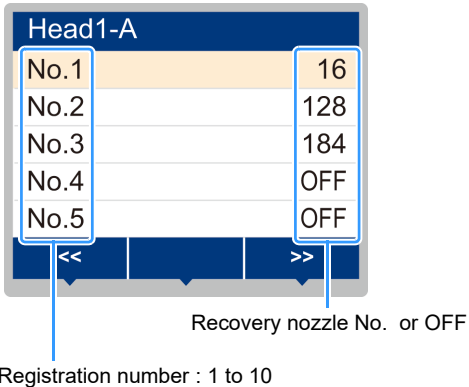 Head1-A
No.1 16
No.2 128
No.3 184
No.4 OFF
No.5 OFF
<< >>
Recovery nozzle No. or OFF
Registration number : 1 to 10